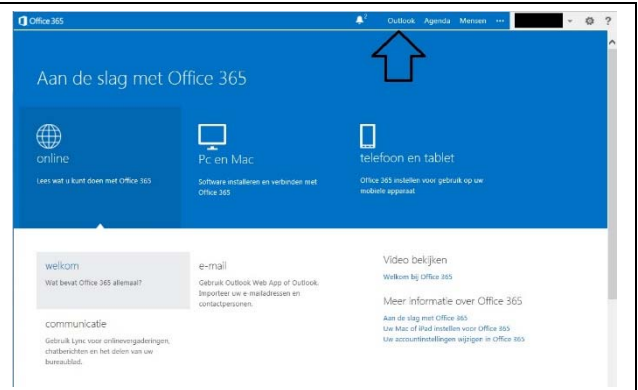 Office 365
2
Outlook Agenda Mensen ...
?
Aan de slag met Office 365
online
Lees wat u kunt doen met Office 365
Pc en Mac
Software installeren en verbinden met
Office 365
telefoon en tablet
Office 365 instellen voor gebruik op uw
mobiele apparaat
welkom
Wat bevat Office 365 allemaal?
e-mail
Gebruik Outlook Web App of Outlook.
Importeer uw e-mailadressen en
contactpersonen.
communicatie
Gebruik Lync voor onlinevergaderingen,
chatberichten en het delen van uw
bureaublad.
Video bekijken
Welkom bij Office 365
Meer informatie over Office 365
Aan de slag met Office 365
Uw Mac of iPad instellen voor Office 365
Uw accountinstellingen wijzigen in Office 365